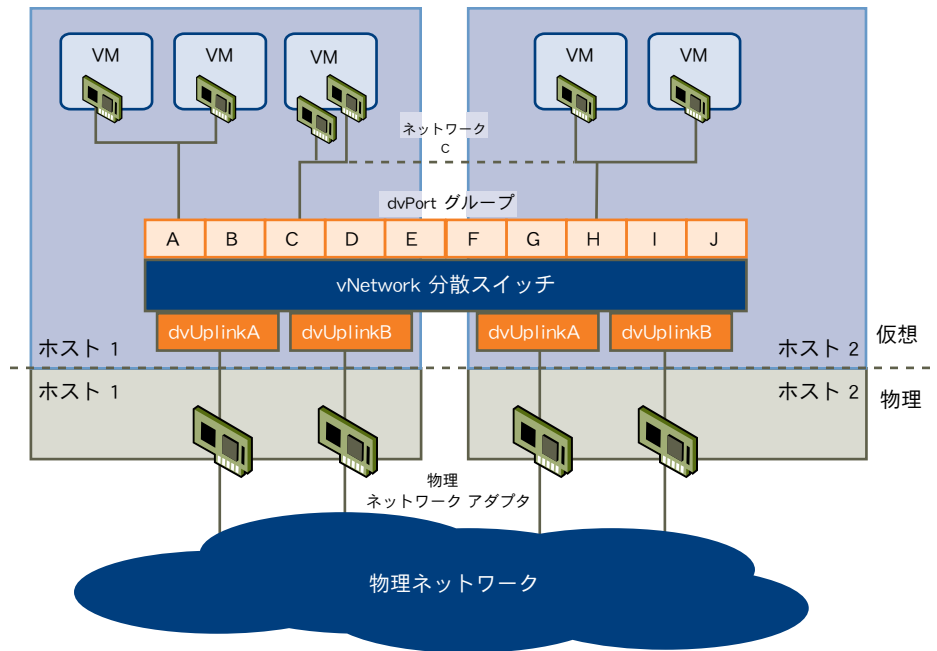 VM
VM
VM
VM
VM
ネットワーク
C
dvPort グループ
A B C D E F G H I J
vNetwork 分散スイッチ
dvUplinkA
dvUplinkB
dvUplinkA
dvUplinkB
ホスト 1
ホスト 2
仮想
ホスト 1
ホスト 2
物理
物理
ネットワーク アダプタ
物理ネットワーク